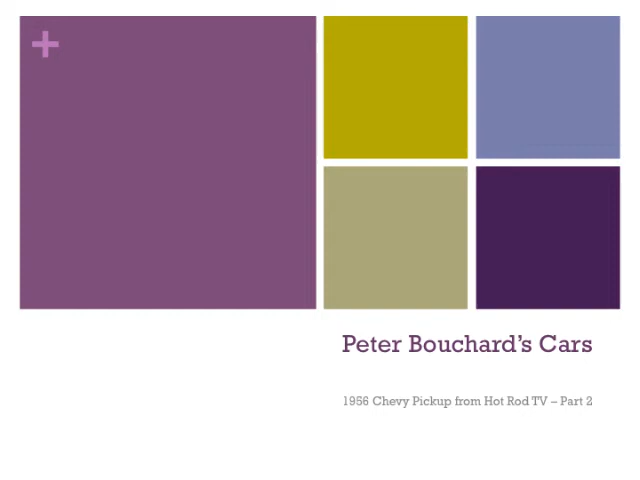 +
Peter Bouchard’s Cars
1956 Chevy Pickup from Hot Rod TV – Part 2